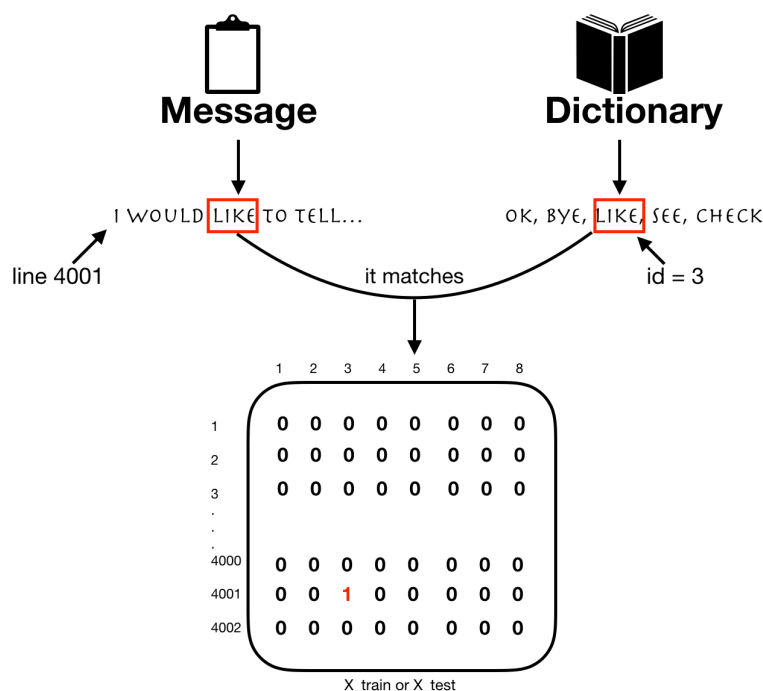 Message
Dictionary
I WOULD LIKE TO TELL...
OK, BYE, LIKE, SEE, CHECK
line 4001
it matches
id = 3
1 2 3 4 5 6 7 8
1 0 0 0 0 0 0 0 0
2 0 0 0 0 0 0 0 0
3 0 0 0 0 0 0 0 0
.
.
.
4000 0 0 0 0 0 0 0 0
4001 0 0 1 0 0 0 0 0
4002 0 0 0 0 0 0 0 0
X train or X test